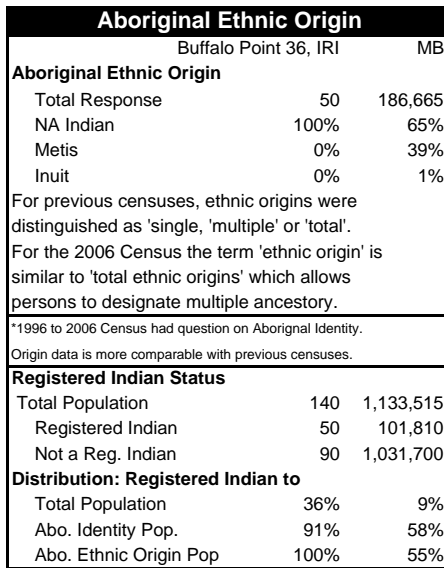 Aboriginal Ethnic Origin
Buffalo Point 36, IRI MB
Aboriginal Ethnic Origin
Total Response 50 186,665
NA Indian 100% 65%
Metis 0% 39%
Inuit 0% 1%
For previous censuses, ethnic origins were
distinguished as 'single, 'multiple' or 'total'.
For the 2006 Census the term 'ethnic origin' is
similar to 'total ethnic origins' which allows
persons to designate multiple ancestory.
*1996 to 2006 Census had question on Aborignal Identity.
Origin data is more comparable with previous censuses.
Registered Indian Status
Total Population 140 1,133,515
Registered Indian 50 101,810
Not a Reg. Indian 90 1,031,700
Distribution: Registered Indian to
Total Population 36% 9%
Abo. Identity Pop. 91% 58%
Abo. Ethnic Origin Pop 100% 55%